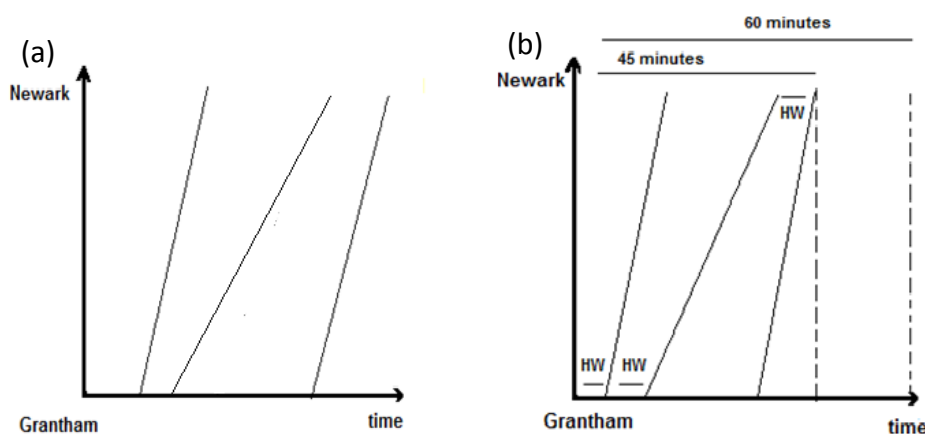 (a)
Newark
Grantham
time
(b)
60 minutes
45 minutes
Newark
HW
HW HW
Grantham
time